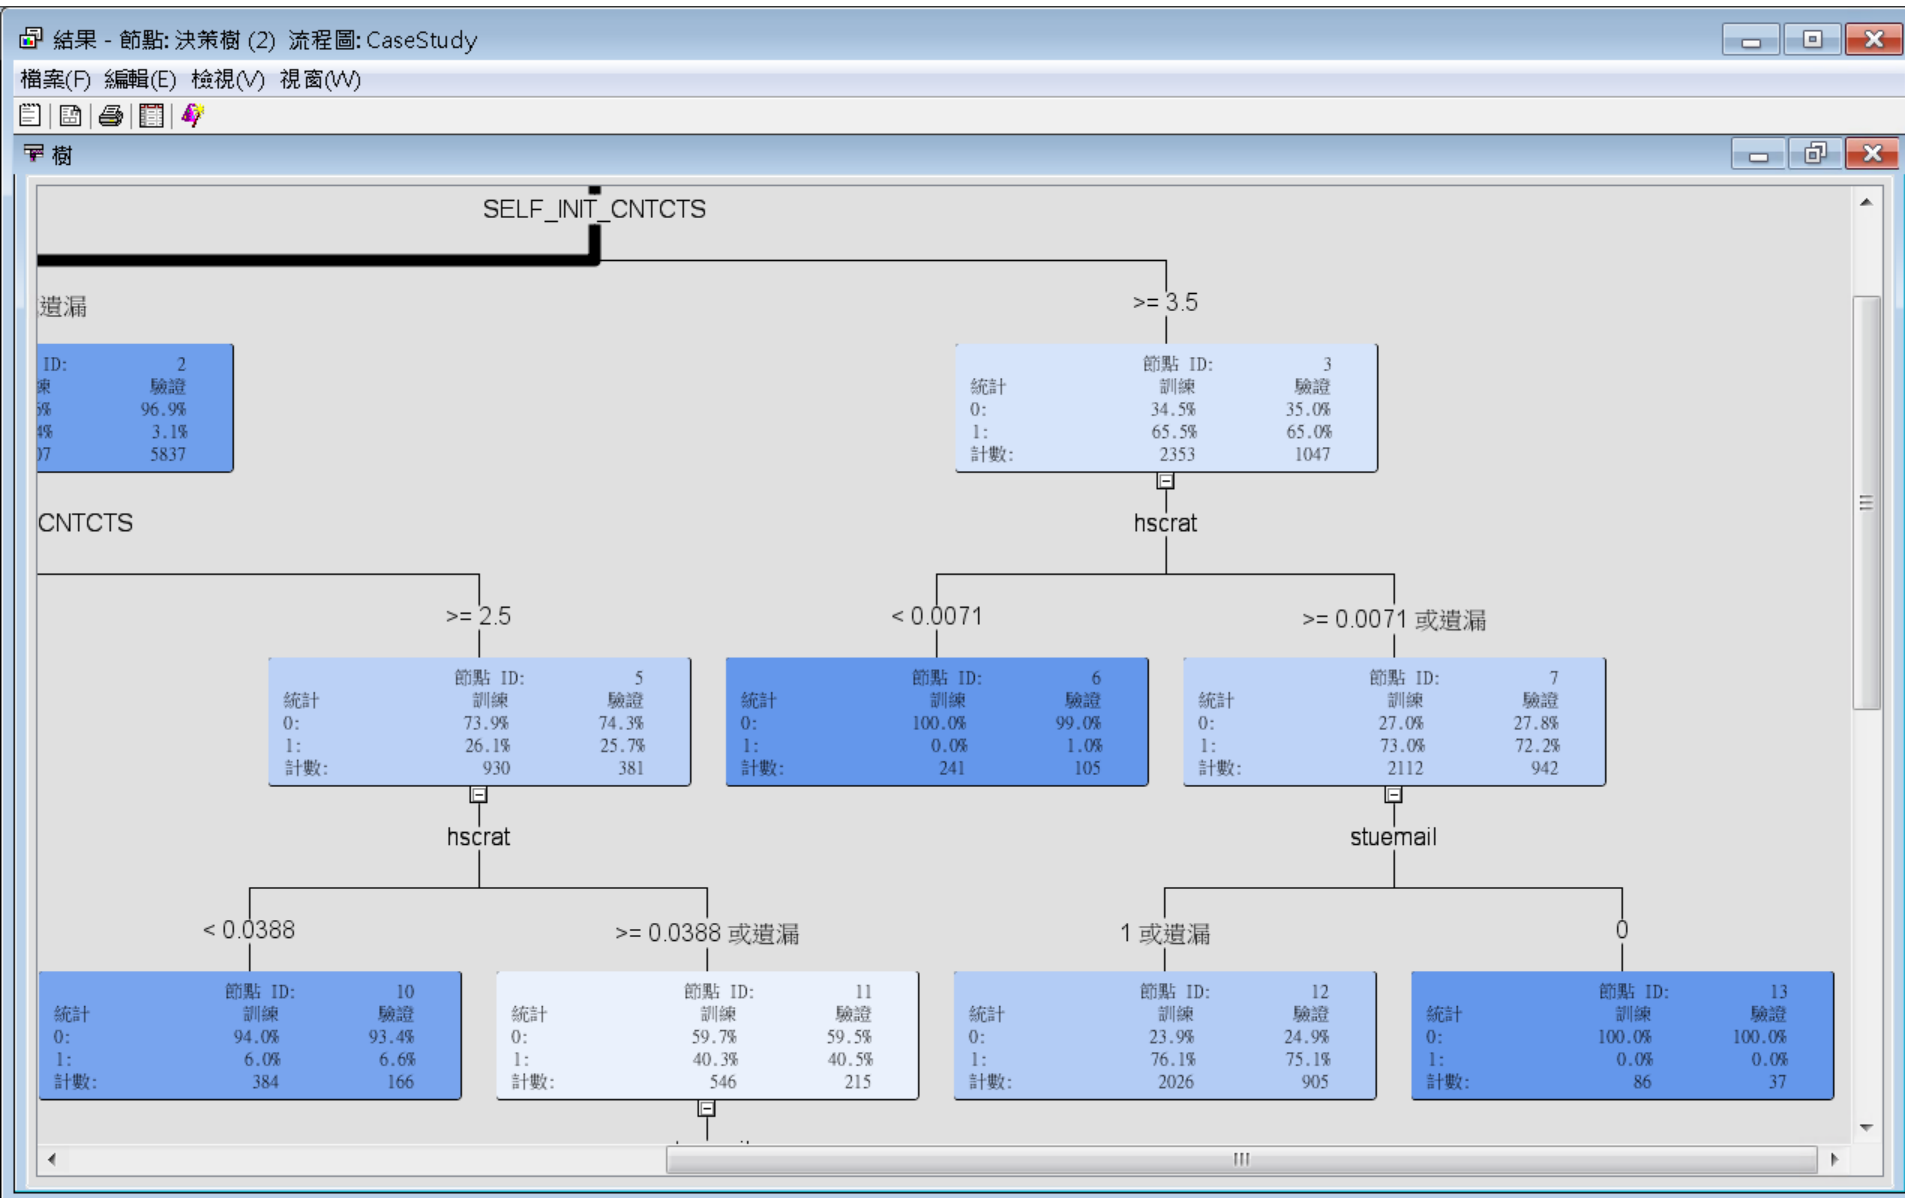 結果 - 節點: 決策樹 (2) 流程圖: CaseStudy
檔案(F) 編輯(E) 檢視(V) 視窗(W)
樹
SELF_INIT_CNTCTS
遺漏
>= 3.5
ID: 2
驗證
96.9%
4% 3.1%
07 5837
節點 ID: 3
統計 訓練 驗證
0: 34.5% 35.0%
1: 65.5% 65.0%
計數: 2353 1047
CNTCTS
hscrat
>= 2.5
< 0.0071
>= 0.0071 或遺漏
節點 ID: 5
統計 訓練 驗證
0: 73.9% 74.3%
1: 26.1% 25.7%
計數: 930 381
節點 ID: 6
統計 訓練 驗證
0: 100.0% 99.0%
1: 0.0% 1.0%
計數: 241 105
節點 ID: 7
統計 訓練 驗證
0: 27.0% 27.8%
1: 73.0% 72.2%
計數: 2112 942
hscrat
stuemail
< 0.0388
>= 0.0388 或遺漏
1 或遺漏
0
節點 ID: 10
統計 訓練 驗證
0: 94.0% 93.4%
1: 6.0% 6.6%
計數: 384 166
節點 ID: 11
統計 訓練 驗證
0: 59.7% 59.5%
1: 40.3% 40.5%
計數: 546 215
節點 ID: 12
統計 訓練 驗證
0: 23.9% 24.9%
1: 76.1% 75.1%
計數: 2026 905
節點 ID: 13
統計 訓練 驗證
0: 100.0% 100.0%
1: 0.0% 0.0%
計數: 86 37